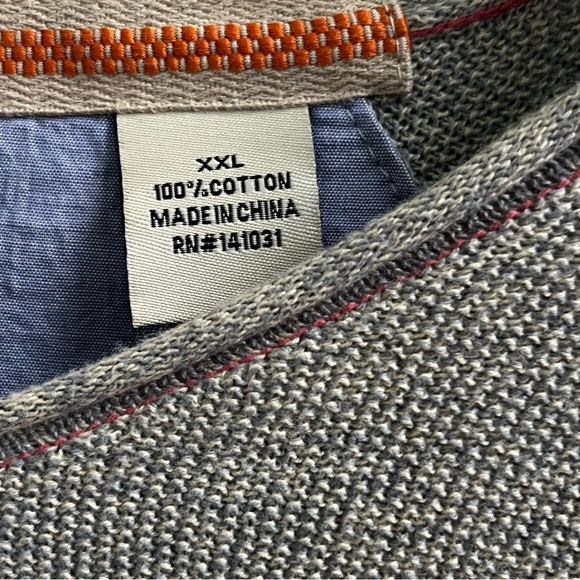 XXL
100% COTTON
MADE IN CHINA
RN#141031